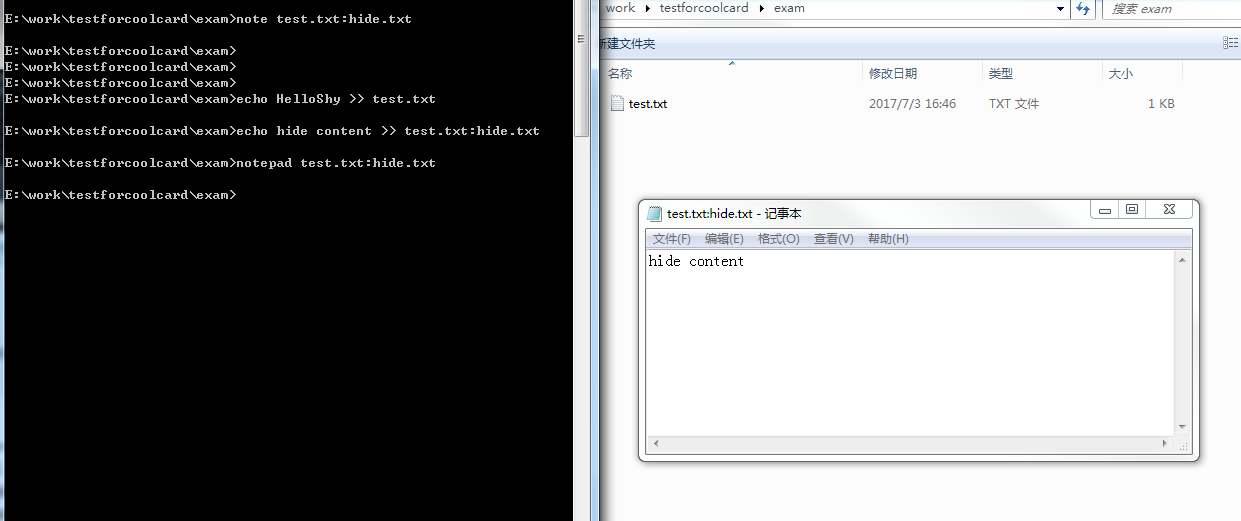 E:\work\testforcoolcard\exam>note test.txt:hide.txt
E:\work\testforcoolcard\exam>
E:\work\testforcoolcard\exam>
E:\work\testforcoolcard\exam>
E:\work\testforcoolcard\exam>echo HelloShy >> test.txt
E:\work\testforcoolcard\exam>echo hide content >> test.txt:hide.txt
E:\work\testforcoolcard\exam>notepad test.txt:hide.txt
E:\work\testforcoolcard\exam>
work testforcoolcard exam
搜索 exam
新建文件夹
名称 修改日期 类型 大小
test.txt 2017/7/3 16:46 TXT 文件 1 KB
test.txt:hide.txt - 记事本
文件(F) 编辑(E) 格式(O) 查看(V) 帮助(H)
hide content